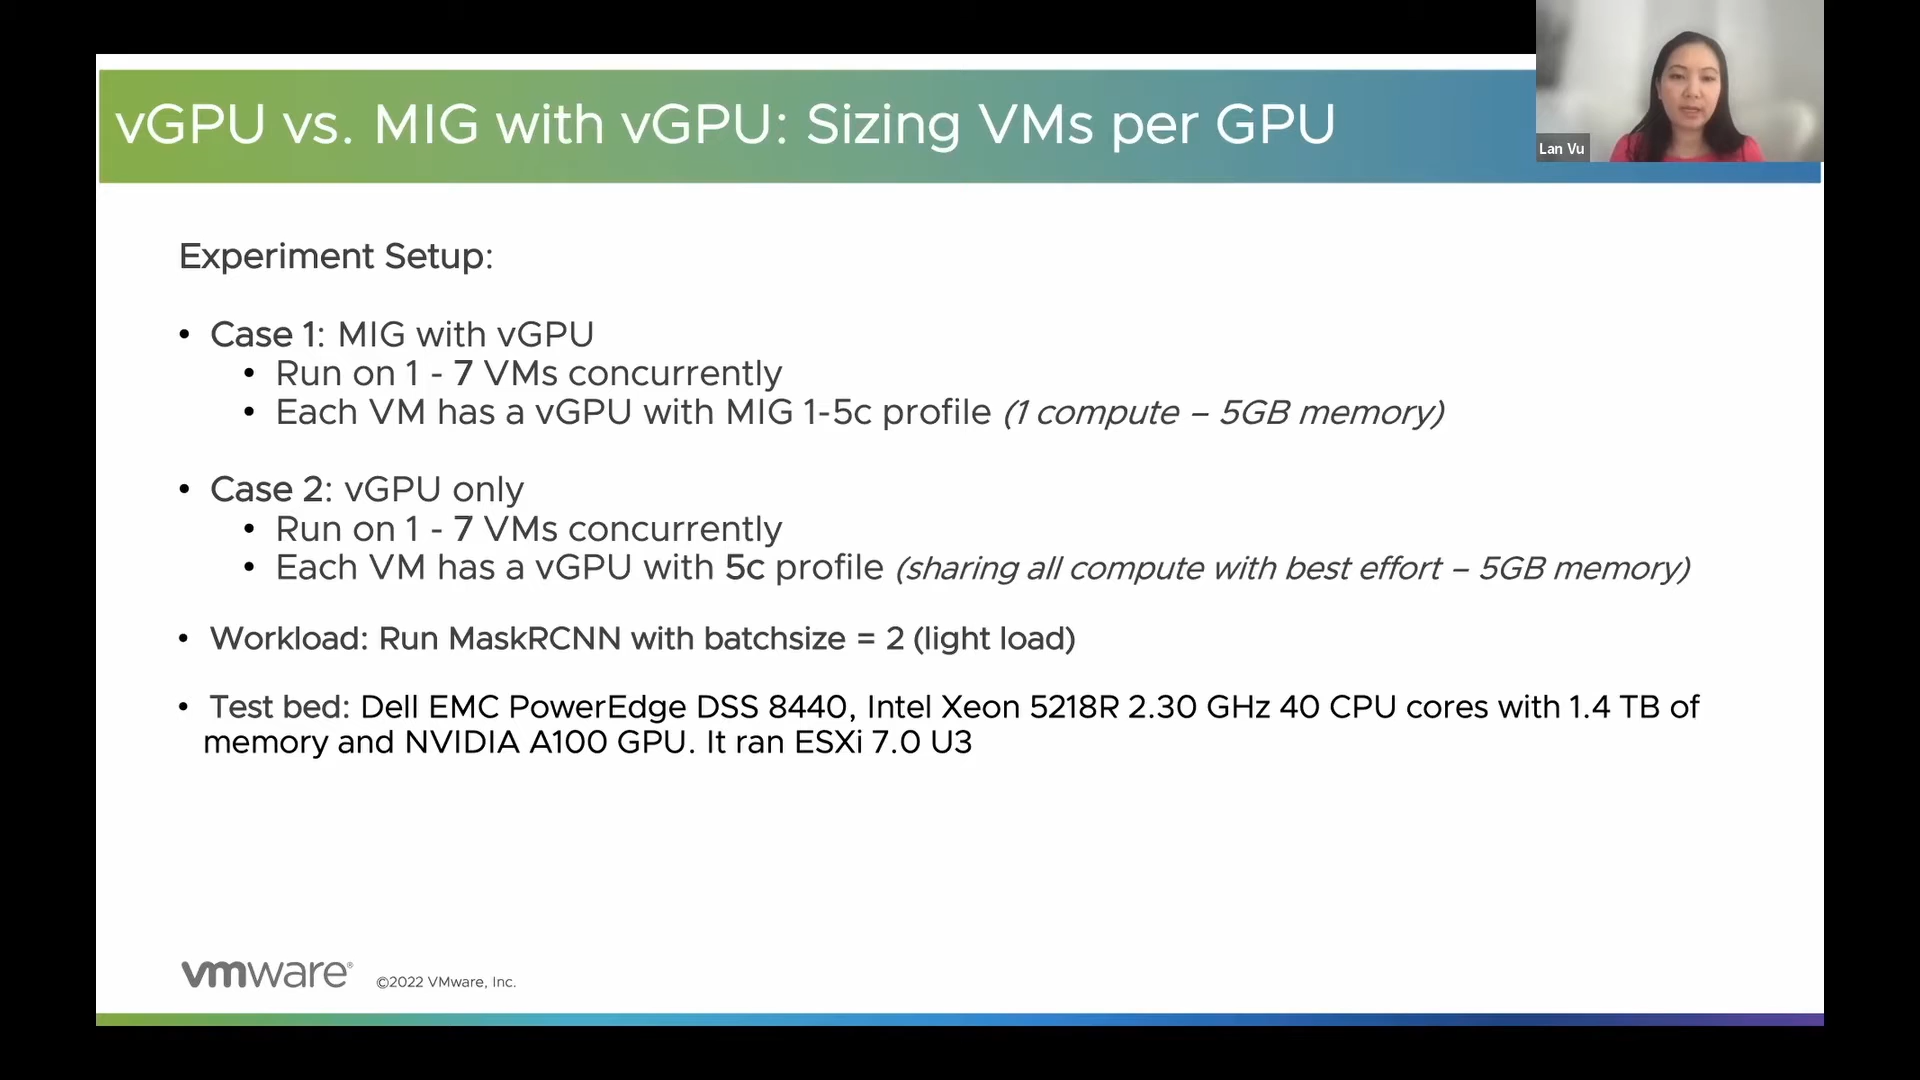 vGPU vs. MIG with vGPU: Sizing VMs per GPU
Lan Vu
Experiment Setup:
• Case 1: MIG with vGPU
• Run on 1 - 7 VMs concurrently
• Each VM has a vGPU with MIG 1-5c profile (1 compute – 5GB memory)
• Case 2: vGPU only
• Run on 1 - 7 VMs concurrently
• Each VM has a vGPU with 5c profile (sharing all compute with best effort – 5GB memory)
• Workload: Run MaskRCNN with batchsize = 2 (light load)
• Test bed: Dell EMC PowerEdge DSS 8440, Intel Xeon 5218R 2.30 GHz 40 CPU cores with 1.4 TB of
memory and NVIDIA A100 GPU. It ran ESXi 7.0 U3
vmware® ©2022 VMware, Inc.